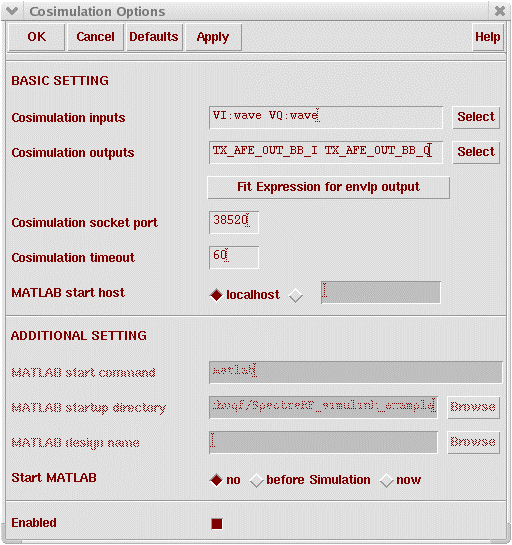 Cosimulation Options
OK Cancel Defaults Apply Help
BASIC SETTING
Cosimulation inputs VI:wave VQ:wave Select
Cosimulation outputs TX_AFE_OUT_BB_I TX_AFE_OUT_BB_Q Select
Fit Expression for envlp output
Cosimulation socket port 38520
Cosimulation timeout 60
MATLAB start host localhost
ADDITIONAL SETTING
MATLAB start command matlab
MATLAB startup directory /SpectreRF_simulink_example Browse
MATLAB design name Browse
Start MATLAB no before Simulation now
Enabled